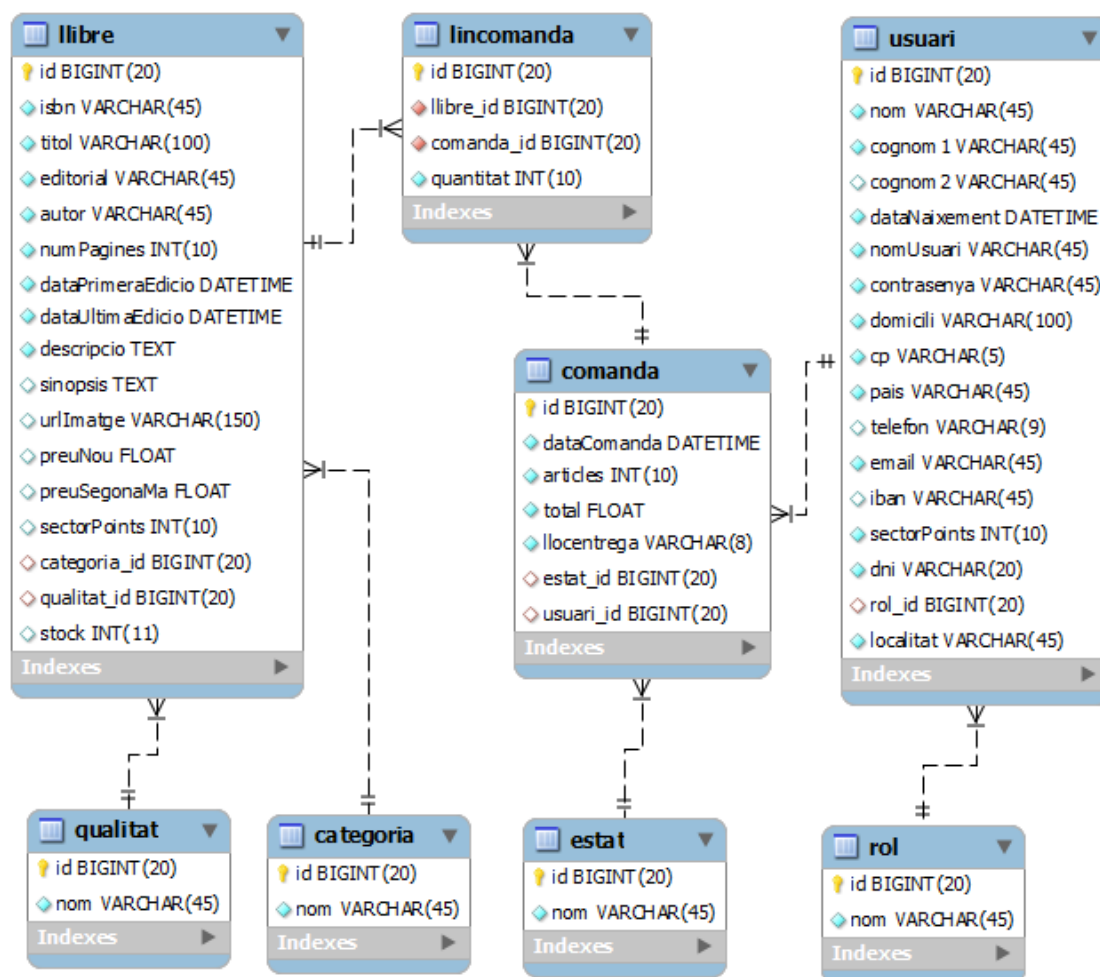 llibre
id BIGINT(20)
isbn VARCHAR(45)
titol VARCHAR(100)
editorial VARCHAR(45)
autor VARCHAR(45)
numPagines INT(10)
dataPrimeraEdicio DATETIME
dataUltimaEdicio DATETIME
descripcio TEXT
sinopsis TEXT
urlImatge VARCHAR(150)
preuNou FLOAT
preuSegonaMa FLOAT
sectorPoints INT(10)
categoria_id BIGINT(20)
qualitat_id BIGINT(20)
stock INT(11)
Indexes
lincomanda
id BIGINT(20)
llibre_id BIGINT(20)
comanda_id BIGINT(20)
quantitat INT(10)
Indexes
usuari
id BIGINT(20)
nom VARCHAR(45)
cognom1 VARCHAR(45)
cognom2 VARCHAR(45)
dataNaixement DATETIME
nomUsuari VARCHAR(45)
contrasenya VARCHAR(45)
domicili VARCHAR(100)
cp VARCHAR(5)
pais VARCHAR(45)
telefon VARCHAR(9)
email VARCHAR(45)
iban VARCHAR(45)
sectorPoints INT(10)
dni VARCHAR(20)
rol_id BIGINT(20)
localitat VARCHAR(45)
Indexes
comanda
id BIGINT(20)
dataComanda DATETIME
articles INT(10)
total FLOAT
llocentrega VARCHAR(8)
estat_id BIGINT(20)
usuari_id BIGINT(20)
Indexes
qualitat
id BIGINT(20)
nom VARCHAR(45)
Indexes
categoria
id BIGINT(20)
nom VARCHAR(45)
Indexes
estat
id BIGINT(20)
nom VARCHAR(45)
Indexes
rol
id BIGINT(20)
nom VARCHAR(45)
Indexes